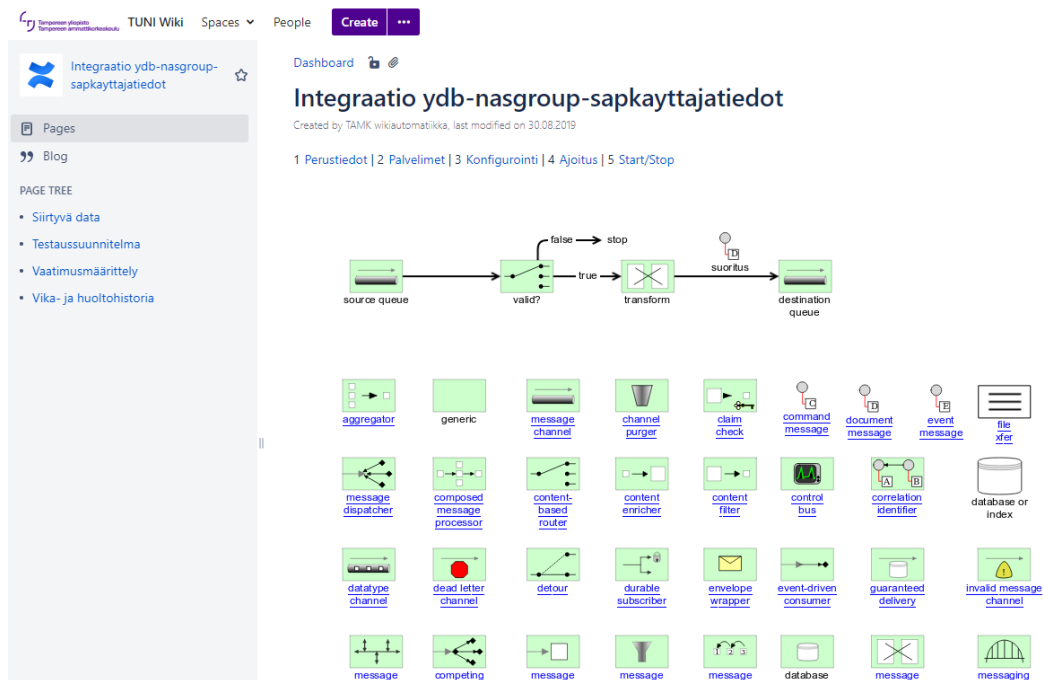 Tampereen yliopisto
Tampereen ammattikorkeakoulu
TUNI Wiki Spaces People Create
Integraatio ydb-nasgroup-
sapkayttajatiedot
Pages
Blog
PAGE TREE
Siirtyvä data
Testaussuunnitelma
Vaatimusmäärittely
Vika- ja huoltohistoria
Dashboard
Integraatio ydb-nasgroup-sapkayttajatiedot
Created by TAMK wikiautomatiikka, last modified on 30.08.2019
1 Perustiedot | 2 Palvelimet | 3 Konfigurointi | 4 Ajoitus | 5 Start/Stop
false stop
D
true suoritus
source queue valid? transform destination
queue
C D E
aggregator generic message channel claim command document event file
channel purger check message message message xfer
A B
message composed content- content content control correlation database or
dispatcher message based enricher filter bus identifier index
processor router
datatype dead letter detour durable envelope event-driven guaranteed invalid message
channel channel subscriber wrapper consumer delivery channel
1 2 3
message competing message message message database message messaging